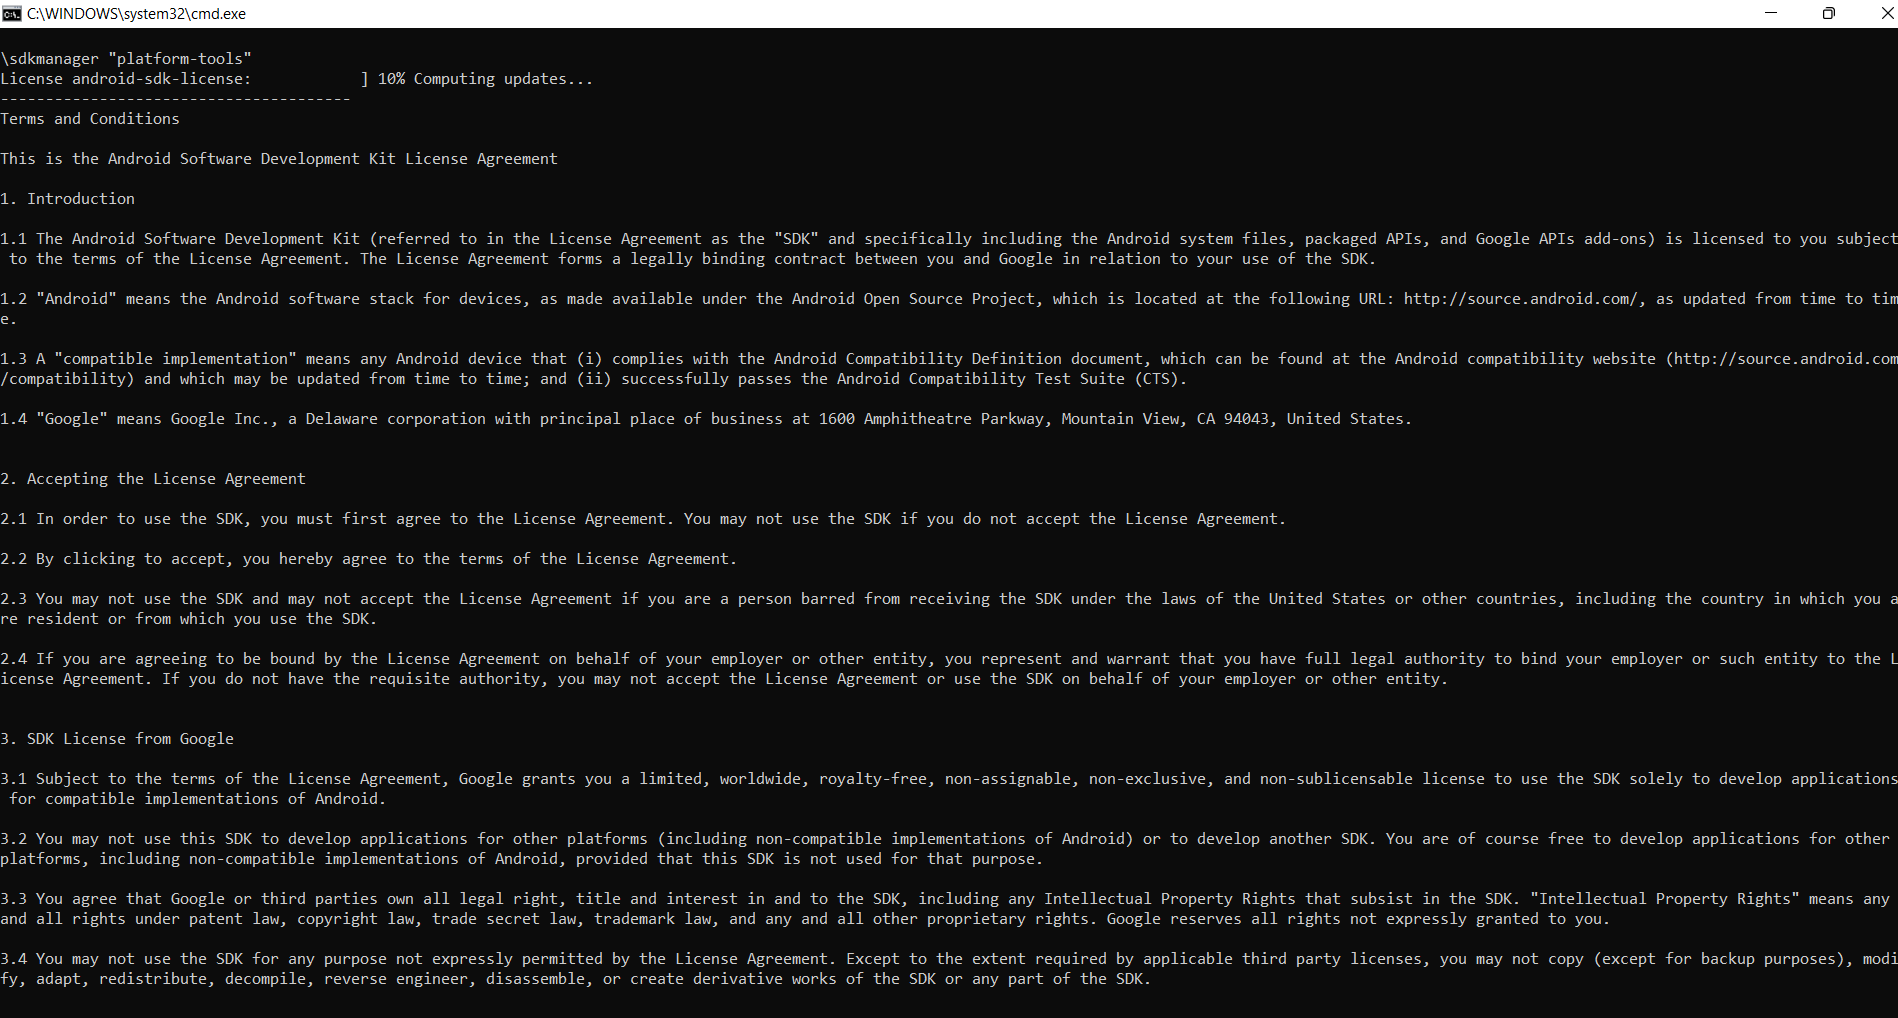 C:\WINDOWS\system32\cmd.exe
\sdkmanager "platform-tools"
License android-sdk-license:            ] 10% Computing updates...
---------------------------------------
Terms and Conditions
This is the Android Software Development Kit License Agreement
1. Introduction
1.1 The Android Software Development Kit (referred to in the License Agreement as the "SDK" and specifically including the Android system files, packaged APIs, and Google APIs add-ons) is licensed to you subject
 to the terms of the License Agreement. The License Agreement forms a legally binding contract between you and Google in relation to your use of the SDK.
1.2 "Android" means the Android software stack for devices, as made available under the Android Open Source Project, which is located at the following URL: http://source.android.com/, as updated from time to tim
e.
1.3 A "compatible implementation" means any Android device that (i) complies with the Android Compatibility Definition document, which can be found at the Android compatibility website (http://source.android.com
/compatibility) and which may be updated from time to time; and (ii) successfully passes the Android Compatibility Test Suite (CTS).
1.4 "Google" means Google Inc., a Delaware corporation with principal place of business at 1600 Amphitheatre Parkway, Mountain View, CA 94043, United States.
2. Accepting the License Agreement
2.1 In order to use the SDK, you must first agree to the License Agreement. You may not use the SDK if you do not accept the License Agreement.
2.2 By clicking to accept, you hereby agree to the terms of the License Agreement.
2.3 You may not use the SDK and may not accept the License Agreement if you are a person barred from receiving the SDK under the laws of the United States or other countries, including the country in which you a
re resident or from which you use the SDK.
2.4 If you are agreeing to be bound by the License Agreement on behalf of your employer or other entity, you represent and warrant that you have full legal authority to bind your employer or such entity to the L
icense Agreement. If you do not have the requisite authority, you may not accept the License Agreement or use the SDK on behalf of your employer or other entity.
3. SDK License from Google
3.1 Subject to the terms of the License Agreement, Google grants you a limited, worldwide, royalty-free, non-assignable, non-exclusive, and non-sublicensable license to use the SDK solely to develop applications
 for compatible implementations of Android.
3.2 You may not use this SDK to develop applications for other platforms (including non-compatible implementations of Android) or to develop another SDK. You are of course free to develop applications for other
platforms, including non-compatible implementations of Android, provided that this SDK is not used for that purpose.
3.3 You agree that Google or third parties own all legal right, title and interest in and to the SDK, including any Intellectual Property Rights that subsist in the SDK. "Intellectual Property Rights" means any
and all rights under patent law, copyright law, trade secret law, trademark law, and any and all other proprietary rights. Google reserves all rights not expressly granted to you.
3.4 You may not use the SDK for any purpose not expressly permitted by the License Agreement. Except to the extent required by applicable third party licenses, you may not copy (except for backup purposes), modi
fy, adapt, redistribute, decompile, reverse engineer, disassemble, or create derivative works of the SDK or any part of the SDK.